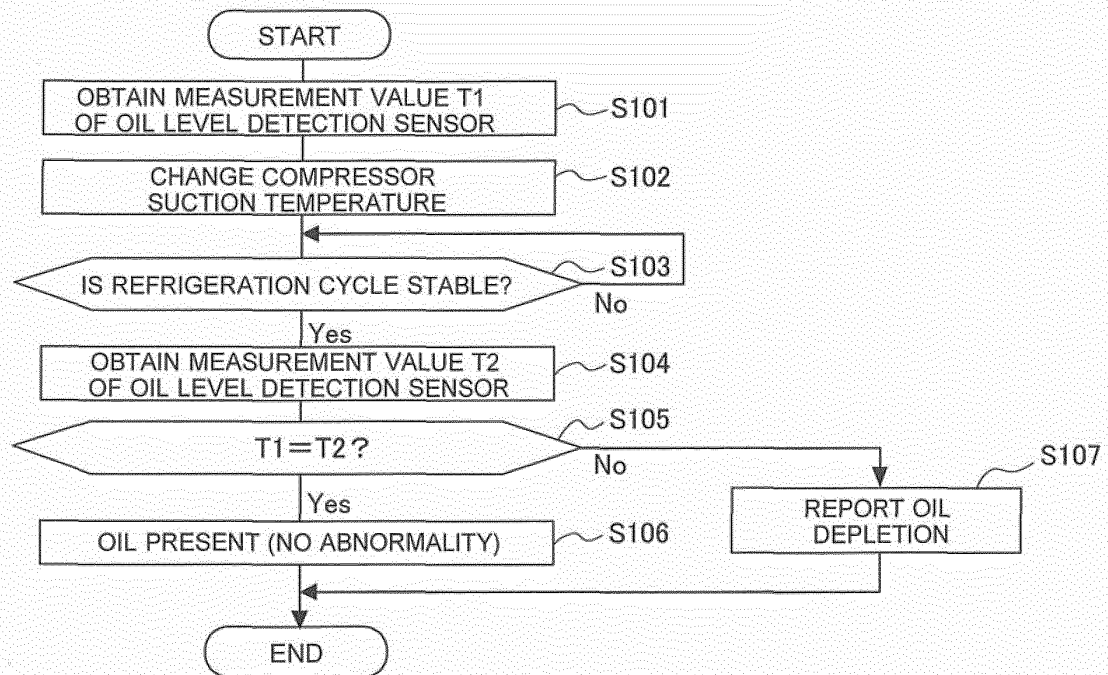 START
OBTAIN MEASUREMENT VALUE T1
OF OIL LEVEL DETECTION SENSOR
S101
CHANGE COMPRESSOR
SUCTION TEMPERATURE
S102
IS REFRIGERATION CYCLE STABLE?
S103
No
Yes
OBTAIN MEASUREMENT VALUE T2
OF OIL LEVEL DETECTION SENSOR
S104
T1=T2?
S105
No
Yes
OIL PRESENT (NO ABNORMALITY)
S106
REPORT OIL
DEPLETION
S107
END